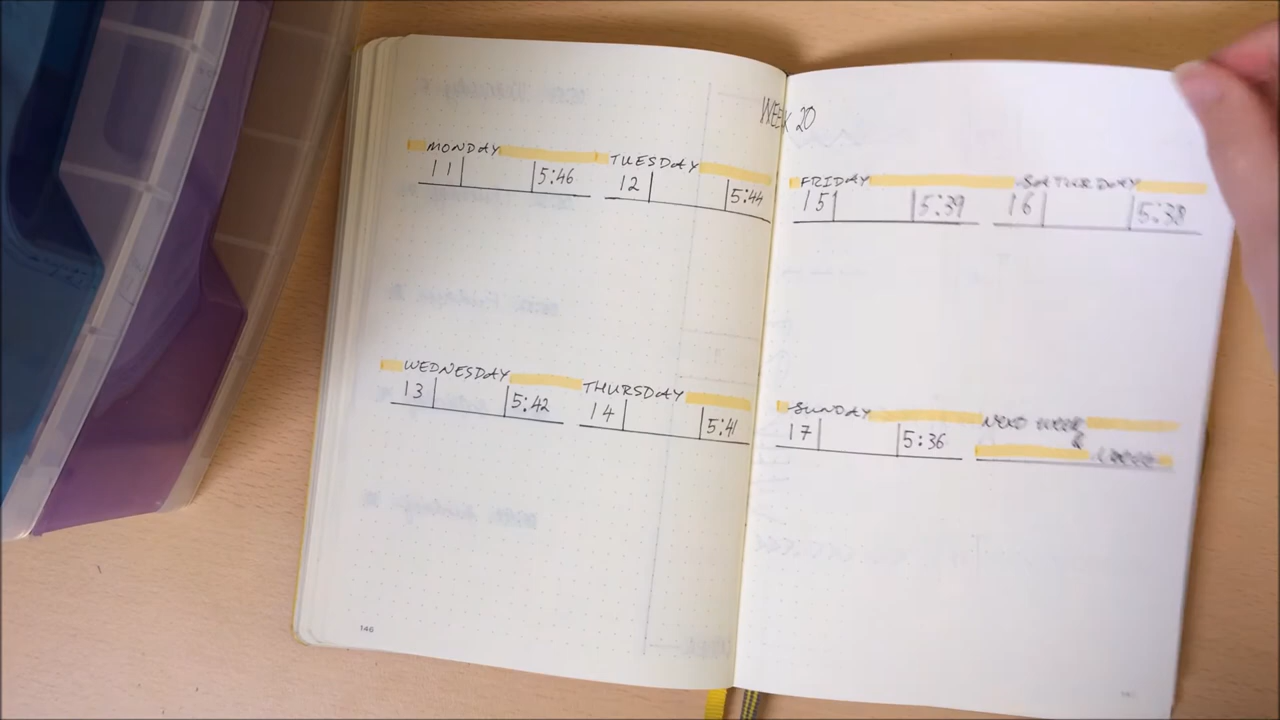 WEEK 20
MONDAY
11 5:46
TUESDAY
12 5:44
WEDNESDAY
13 5:42
THURSDAY
14 5:41
FRIDAY
15 5:39
SATURDAY
16 5:38
SUNDAY
17 5:36
NEXT WEEK
&
146